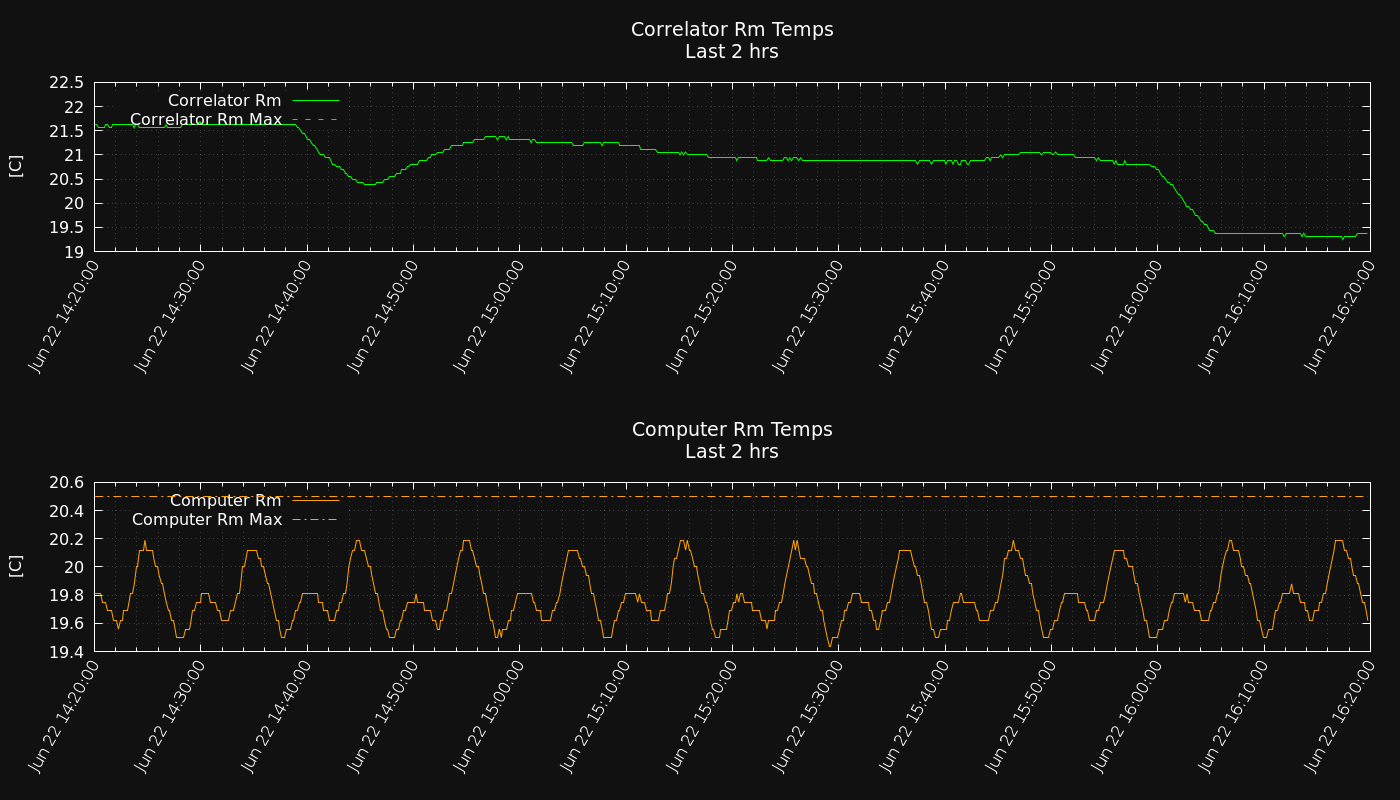 Correlator Rm Temps
Last 2 hrs
22.5
22
21.5
21
20.5
20
19.5
19
[C]
Correlator Rm
Correlator Rm Max
Jun 22 14:20:00
Jun 22 14:30:00
Jun 22 14:40:00
Jun 22 14:50:00
Jun 22 15:00:00
Jun 22 15:10:00
Jun 22 15:20:00
Jun 22 15:30:00
Jun 22 15:40:00
Jun 22 15:50:00
Jun 22 16:00:00
Jun 22 16:10:00
Jun 22 16:20:00
Computer Rm Temps
Last 2 hrs
20.6
20.4
20.2
20
19.8
19.6
19.4
[C]
Computer Rm
Computer Rm Max
Jun 22 14:20:00
Jun 22 14:30:00
Jun 22 14:40:00
Jun 22 14:50:00
Jun 22 15:00:00
Jun 22 15:10:00
Jun 22 15:20:00
Jun 22 15:30:00
Jun 22 15:40:00
Jun 22 15:50:00
Jun 22 16:00:00
Jun 22 16:10:00
Jun 22 16:20:00